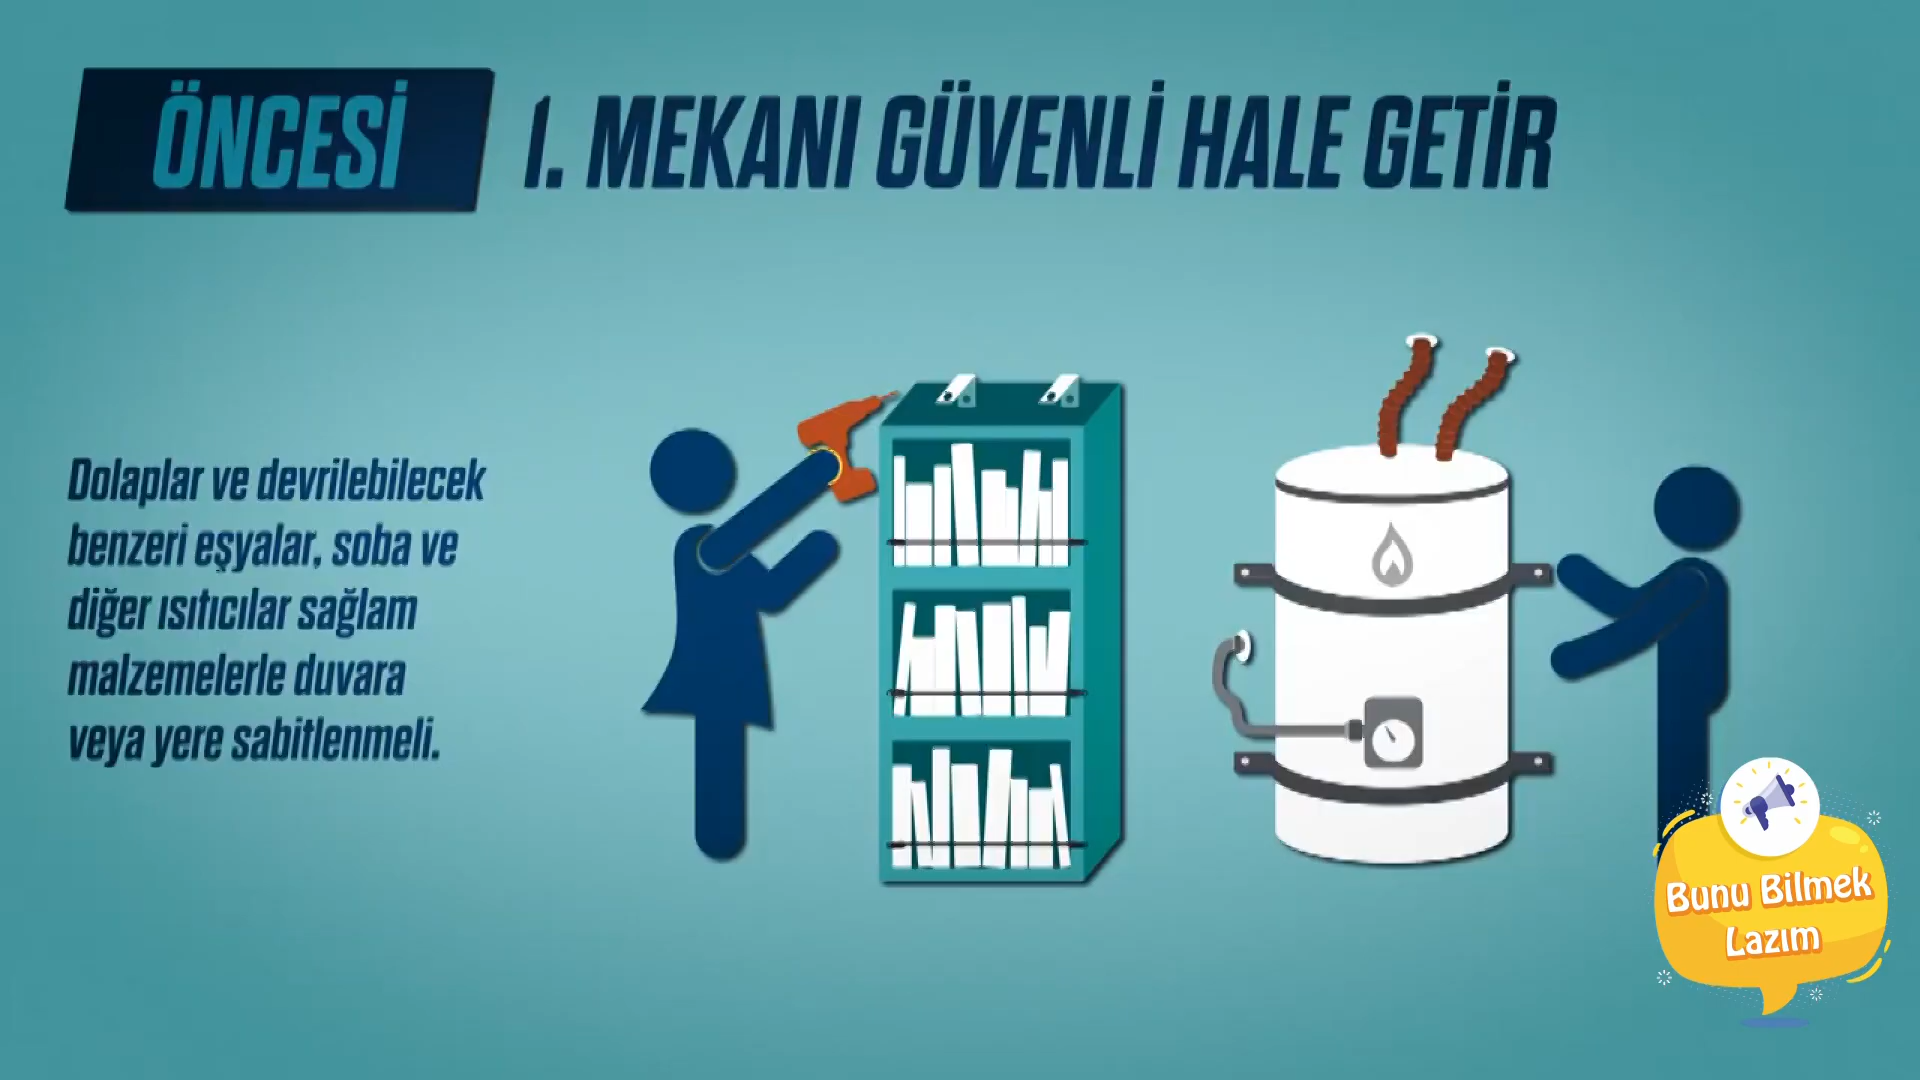 ÖNCESİ
1. MEKANI GÜVENLİ HALE GETİR
Dolaplar ve devrilebilecek
benzeri eşyalar, soba ve
diğer ısıtıcılar sağlam
malzemelerle duvara
veya yere sabitlenmeli.
Bunu Bilmek
Lazım